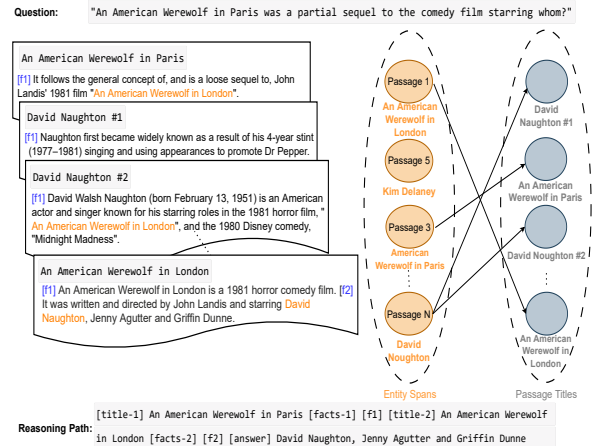 Question: "An American Werewolf in Paris was a partial sequel to the comedy film starring whom?"
An American Werewolf in Paris
[f1] It follows the general concept of, and is a loose sequel to, John
Landis' 1981 film "An American Werewolf in London".
David Naughton #1
[f1] Naughton first became widely known as a result of his 4-year stint
(1977–1981) singing and using appearances to promote Dr Pepper.
David Naughton #2
[f1] David Walsh Naughton (born February 13, 1951) is an American
actor and singer known for his starring roles in the 1981 horror film, "
An American Werewolf in London", and the 1980 Disney comedy,
"Midnight Madness".
An American Werewolf in London
[f1] An American Werewolf in London is a 1981 horror comedy film. [f2]
It was written and directed by John Landis and starring David
Naughton, Jenny Agutter and Griffin Dunne.
Passage 1
An American
Werewolf in
London
Passage 5
Kim Delaney
Passage 3
American
Werewolf in Paris
Passage N
David
Noughton
Entity Spans
David
Noughton #1
An American
Werewolf in Paris
David Noughton #2
An American
Werewolf in
London
Passage Titles
Reasoning Path:
[title-1] An American Werewolf in Paris [facts-1] [f1] [title-2] An American Werewolf
in London [facts-2] [f2] [answer] David Naughton, Jenny Agutter and Griffin Dunne